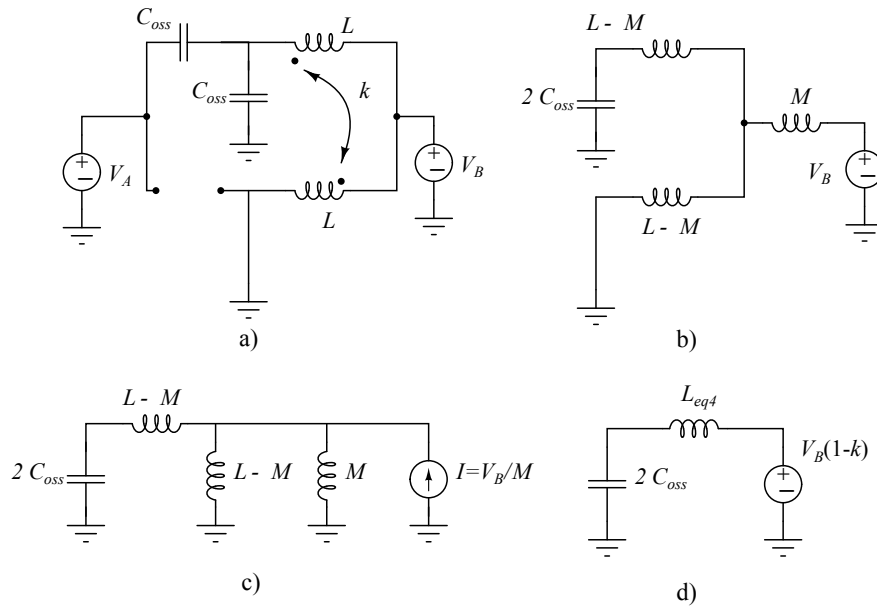 C_oss
L
C_oss
k
V_A
+
−
V_B
+
−
L
a)
L - M
2 C_oss
M
V_B
+
−
L - M
b)
L - M
2 C_oss
L - M
M
I=V_B/M
c)
L_eq4
2 C_oss
V_B(1-k)
+
−
d)